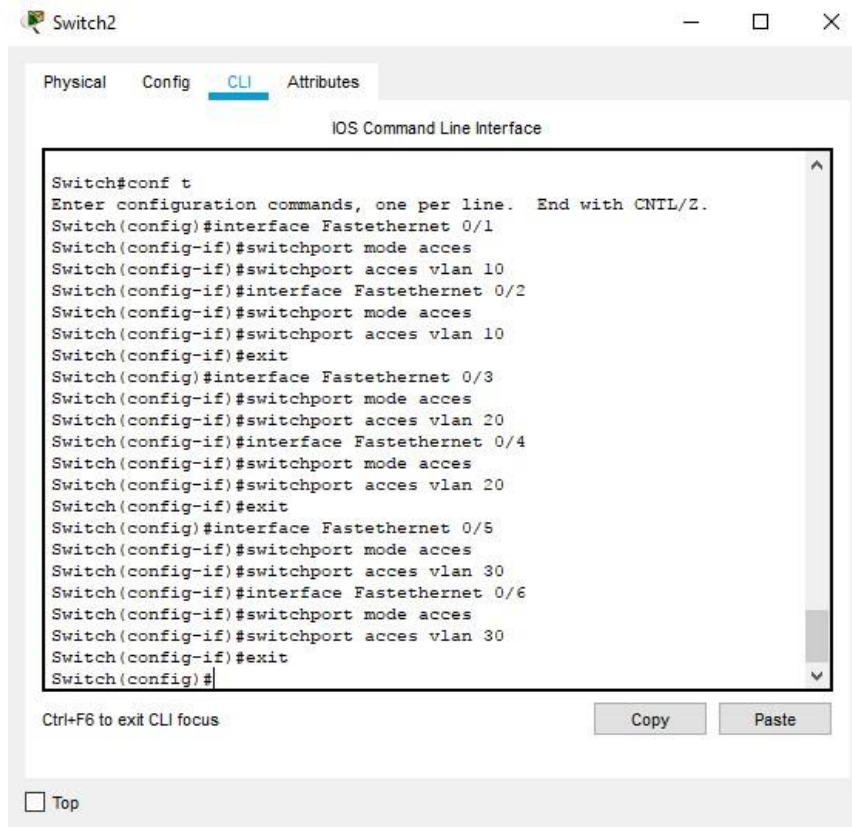 Switch2
Physical Config CLI Attributes
IOS Command Line Interface
Switch#conf t
Enter configuration commands, one per line.  End with CNTL/Z.
Switch(config)#interface Fastethernet 0/1
Switch(config-if)#switchport mode acces
Switch(config-if)#switchport acces vlan 10
Switch(config-if)#interface Fastethernet 0/2
Switch(config-if)#switchport mode acces
Switch(config-if)#switchport acces vlan 10
Switch(config-if)#exit
Switch(config)#interface Fastethernet 0/3
Switch(config-if)#switchport mode acces
Switch(config-if)#switchport acces vlan 20
Switch(config-if)#interface Fastethernet 0/4
Switch(config-if)#switchport mode acces
Switch(config-if)#switchport acces vlan 20
Switch(config-if)#exit
Switch(config)#interface Fastethernet 0/5
Switch(config-if)#switchport mode acces
Switch(config-if)#switchport acces vlan 30
Switch(config-if)#interface Fastethernet 0/6
Switch(config-if)#switchport mode acces
Switch(config-if)#switchport acces vlan 30
Switch(config-if)#exit
Switch(config)#
Ctrl+F6 to exit CLI focus Copy Paste
Top